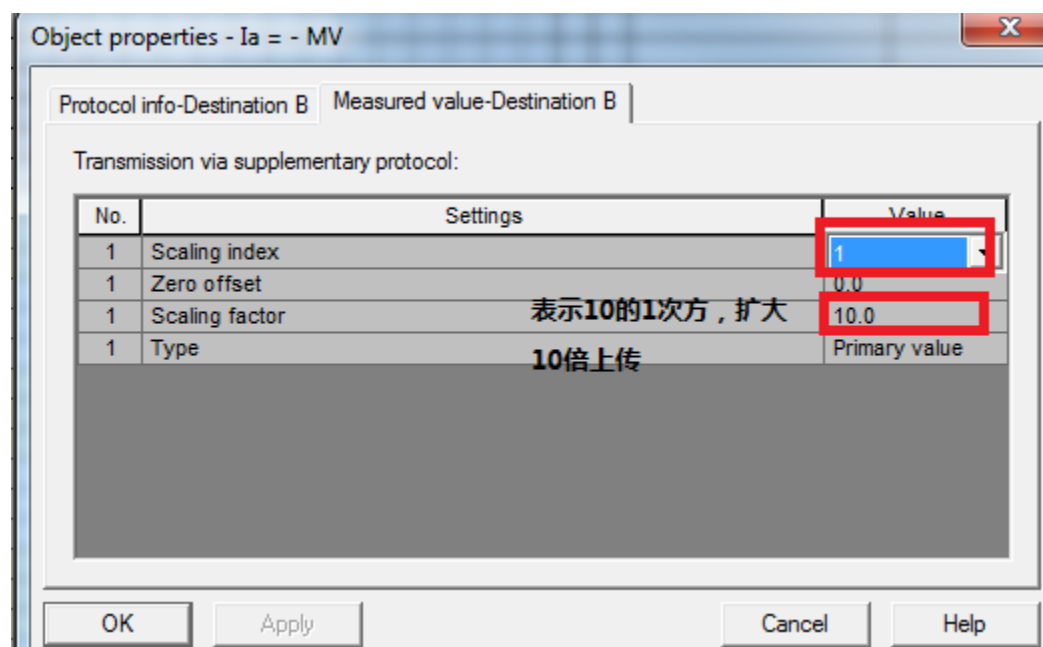 Object properties - Ia = - MV
X
Protocol info-Destination B Measured value-Destination B
Transmission via supplementary protocol:
No. Settings Value
1 Scaling index 1
1 Zero offset 0.0
1 Scaling factor 表示10的1次方，扩大 10.0
1 Type 10倍上传 Primary value
OK Apply Cancel Help